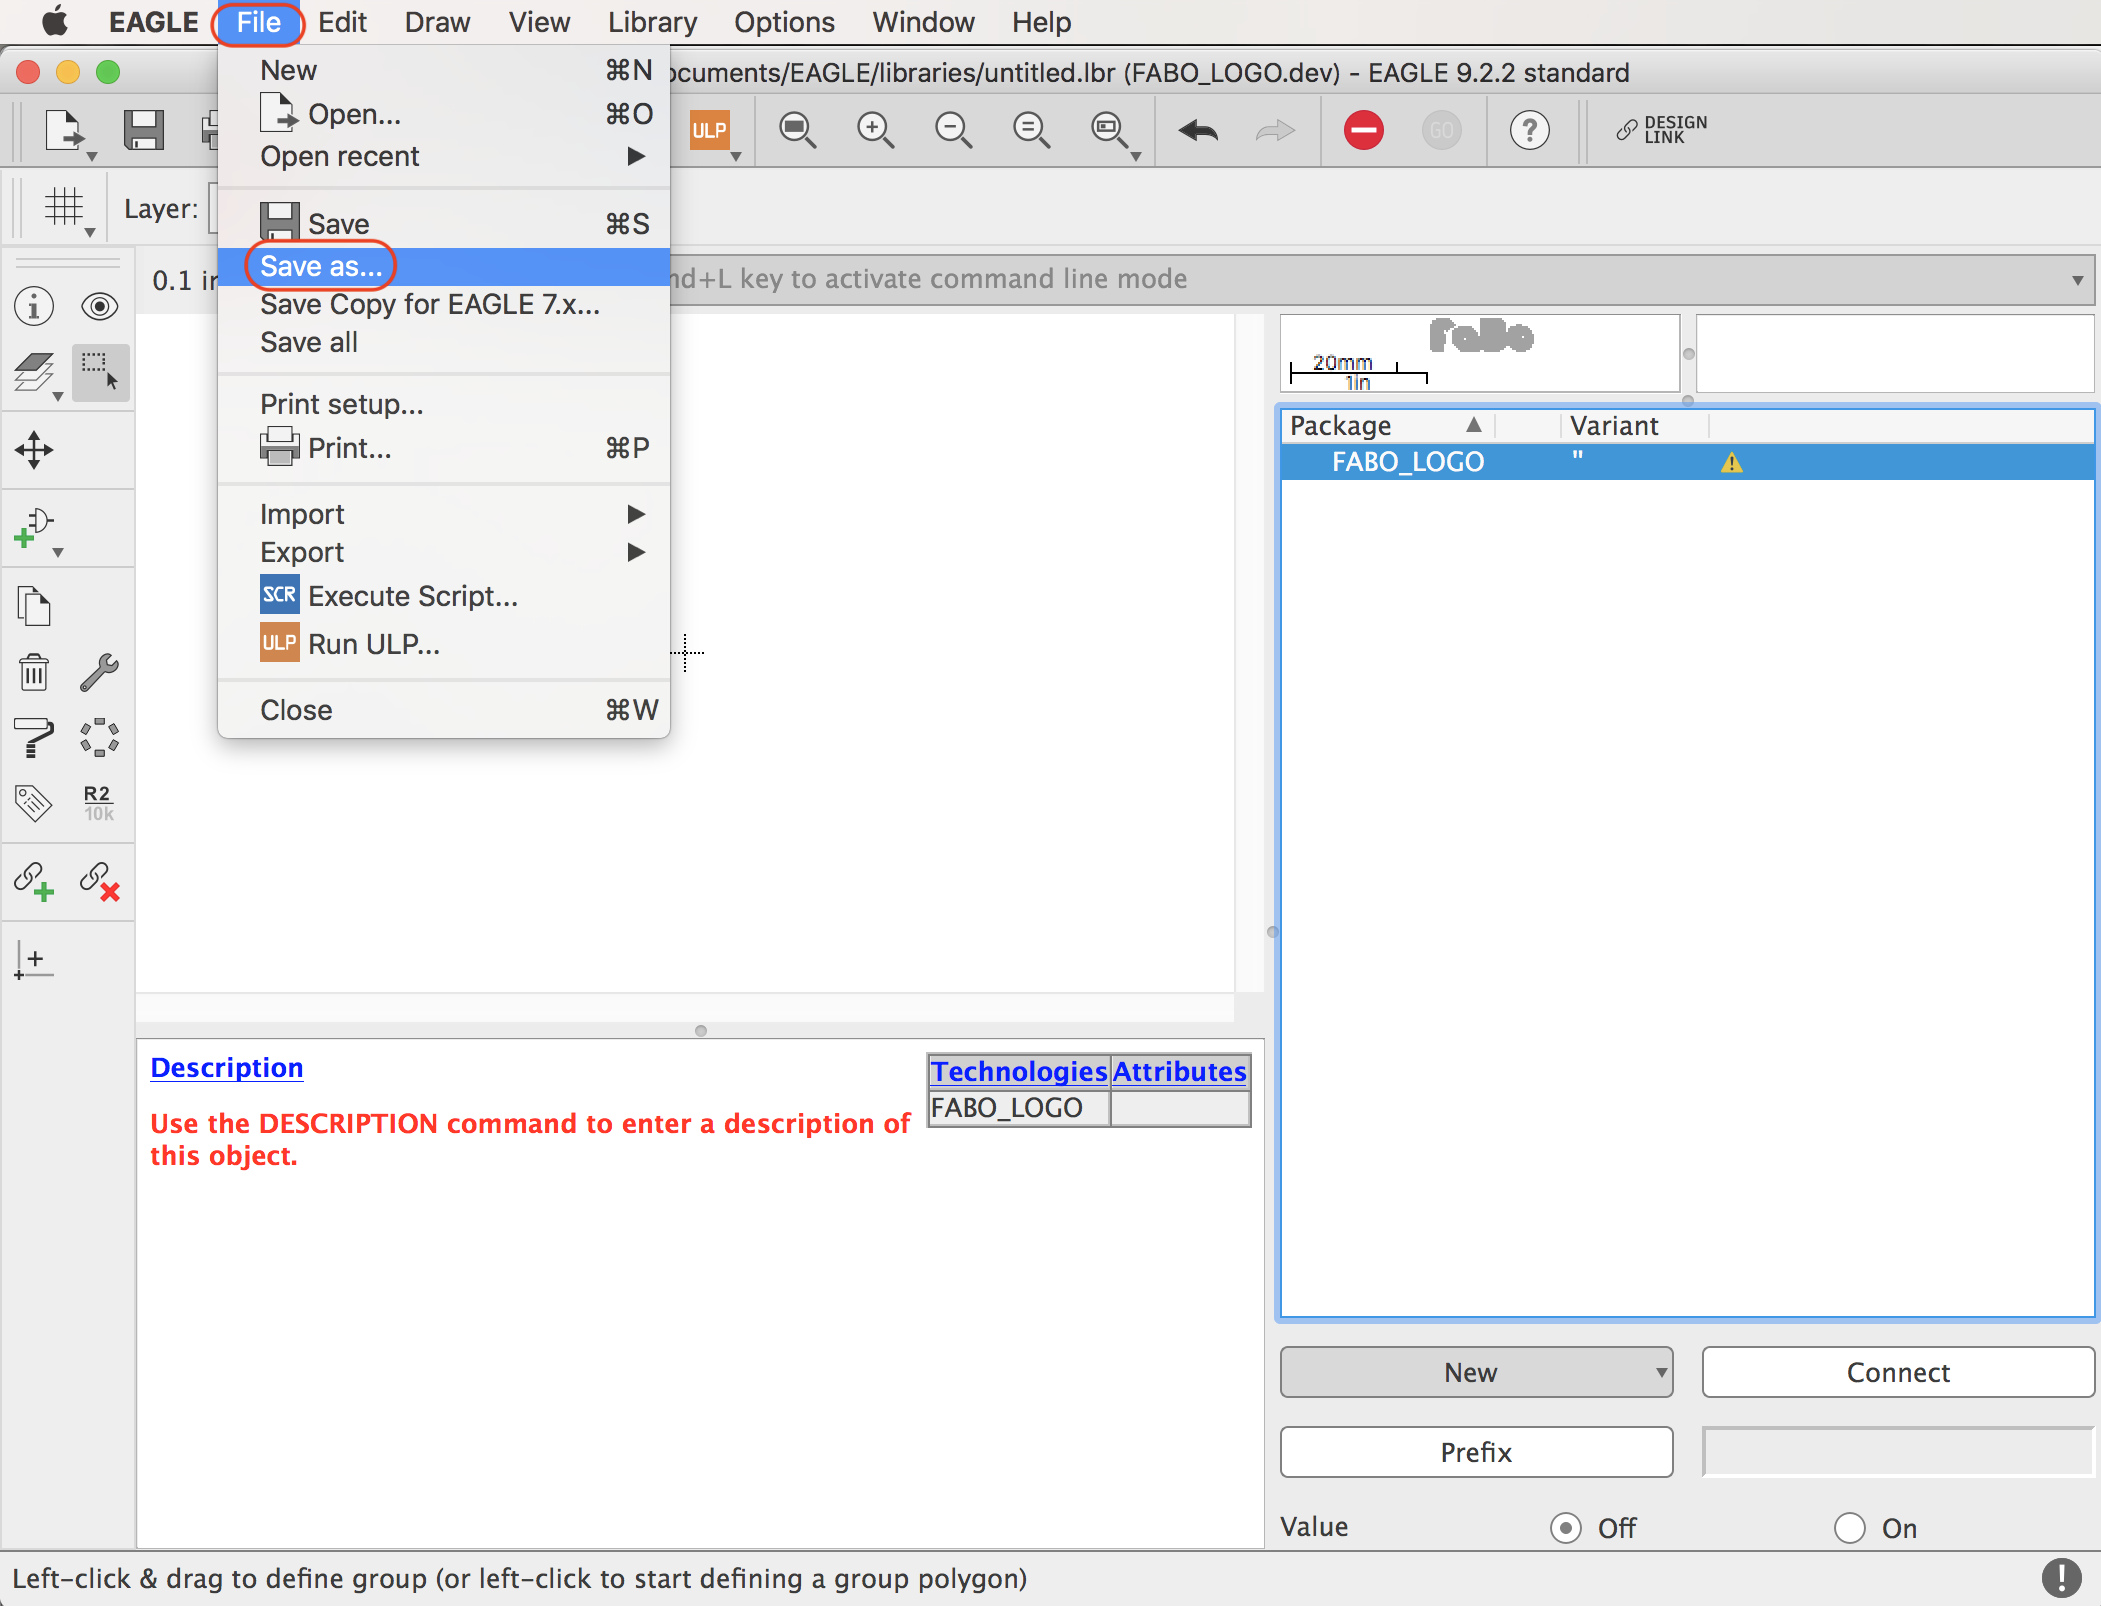 EAGLE File Edit Draw View Library Options Window Help
ocuments/EAGLE/libraries/untitled.lbr (FABO_LOGO.dev) - EAGLE 9.2.2 standard
New ⌘N
Open... ⌘O
Open recent
Save ⌘S
Save as...
Save Copy for EAGLE 7.x...
Save all
Print setup...
Print... ⌘P
Import
Export
SCR Execute Script...
ULP Run ULP...
Close ⌘W
ULP
GO
?
DESIGN
LINK
Layer:
0.1 in
nd+L key to activate command line mode
R2
10k
FaBo
20mm
1in
Package Variant
FABO_LOGO ''
Description
Use the DESCRIPTION command to enter a description of
this object.
Technologies Attributes
FABO_LOGO
New Connect
Prefix
Value Off On
Left-click & drag to define group (or left-click to start defining a group polygon)